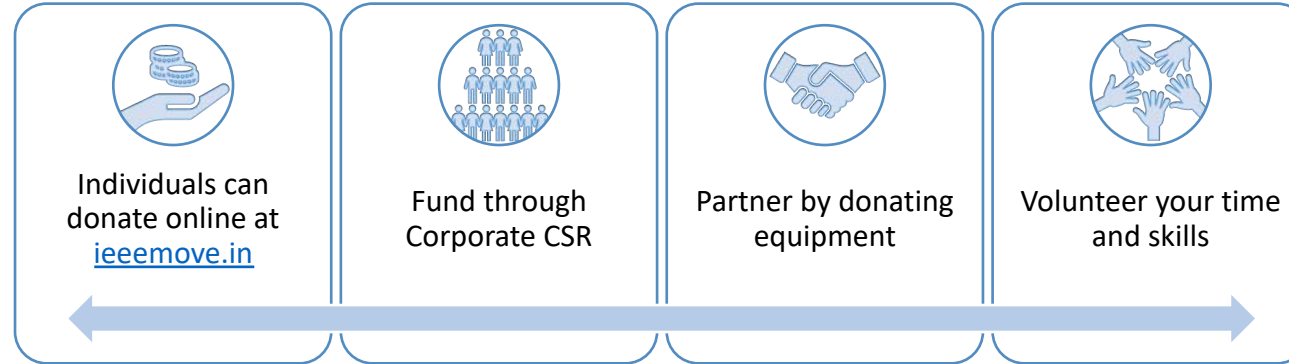 Individuals can
donate online at
ieeemove.in
Fund through
Corporate CSR
Partner by donating
equipment
Volunteer your time
and skills